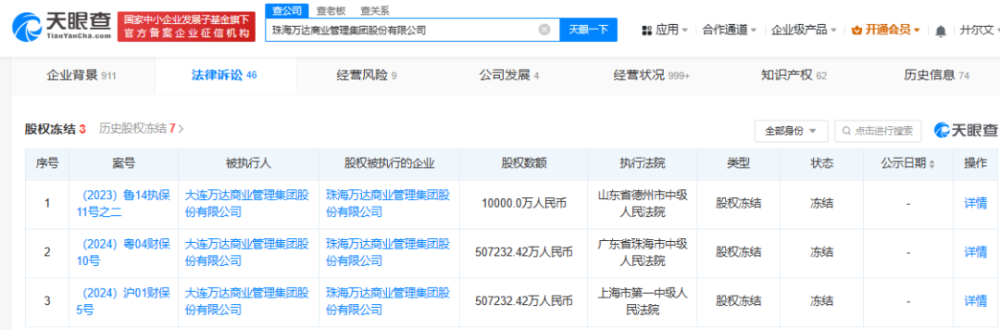 查公司 查老板 查关系
天眼查
TianYanCha.com
国家中小企业发展子基金旗下
官方备案企业征信机构
珠海万达商业管理集团股份有限公司
天眼一下
应用 合作通道 企业级产品 开通会员
企业背景 911 法律诉讼 46 经营风险 9 公司发展 4 经营状况 999+ 知识产权 62 历史信息 74
股权冻结 3 历史股权冻结 7 >
全部身份 点击进行搜索 天眼查
序号 案号 被执行人 股权被执行的企业 股权数额 执行法院 类型 状态 公示日期 操作
1 (2023)鲁14执保 大连万达商业管理集团股 珠海万达商业管理集团股 10000.0万人民币 山东省德州市中级 股权冻结 冻结 - 详情
11号之二 份有限公司 份有限公司 人民法院
2 (2024)粤04财保 大连万达商业管理集团股 珠海万达商业管理集团股 507232.42万人民币 广东省珠海市中级 股权冻结 冻结 - 详情
10号 份有限公司 份有限公司 人民法院
3 (2024)沪01财保 大连万达商业管理集团股 珠海万达商业管理集团股 507232.42万人民币 上海市第一中级人 股权冻结 冻结 - 详情
5号 份有限公司 份有限公司 民法院